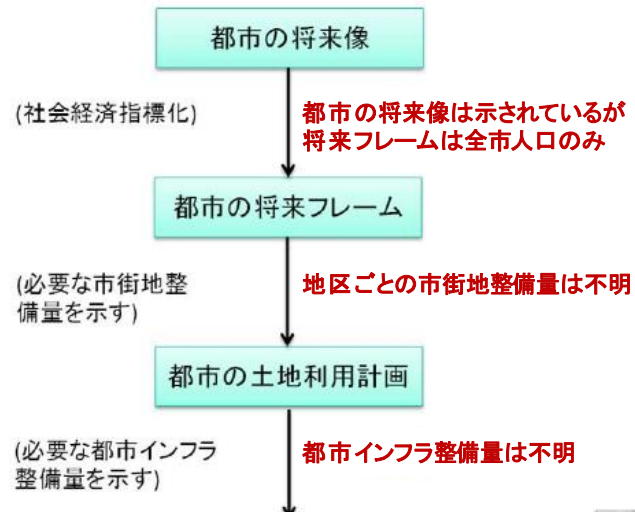 都市の将来像
(社会経済指標化)
都市の将来像は示されているが
将来フレームは全市人口のみ
都市の将来フレーム
(必要な市街地整
備量を示す)
地区ごとの市街地整備量は不明
都市の土地利用計画
(必要な都市インフラ
整備量を示す)
都市インフラ整備量は不明